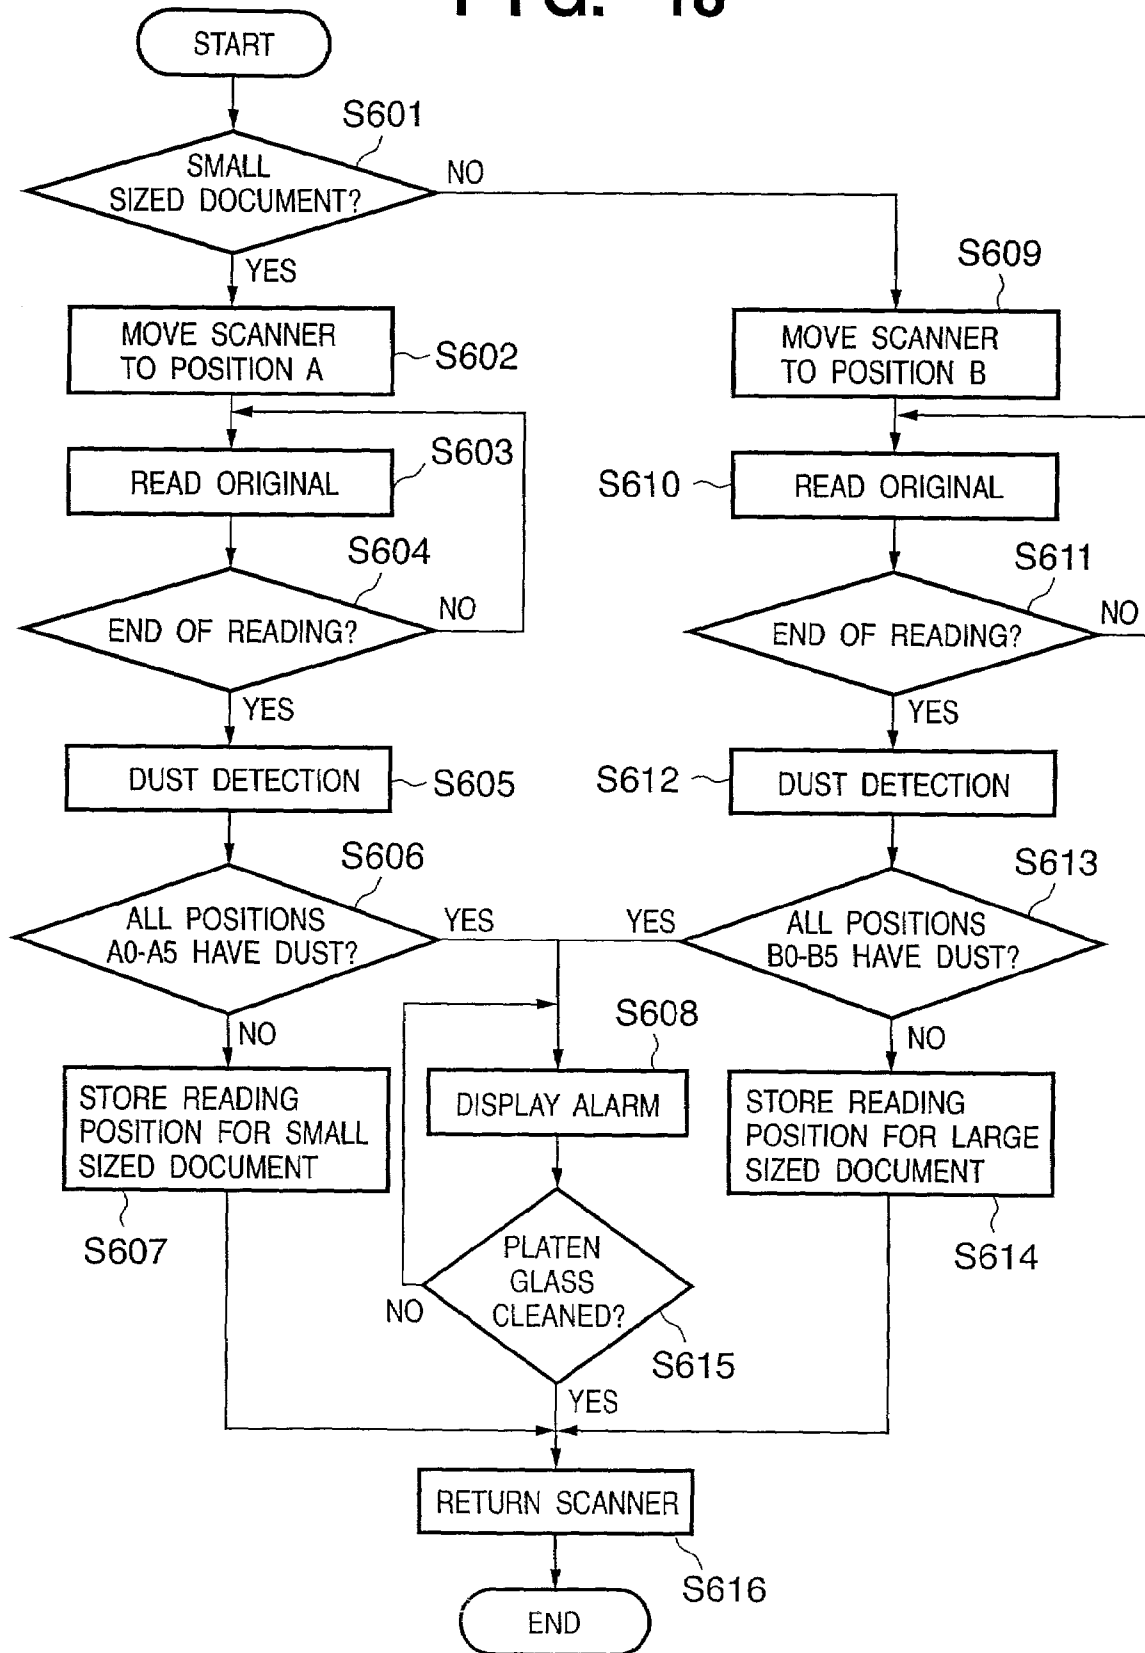 START
S601
SMALL
SIZED DOCUMENT?
NO
YES
S609
MOVE SCANNER
TO POSITION A
S602
MOVE SCANNER
TO POSITION B
S603
READ ORIGINAL
S610
READ ORIGINAL
S604
END OF READING?
NO
S611
END OF READING?
NO
YES
YES
DUST DETECTION
S605
S612
DUST DETECTION
S606
ALL POSITIONS
A0-A5 HAVE DUST?
YES
YES
S613
ALL POSITIONS
B0-B5 HAVE DUST?
NO
S608
NO
STORE READING
POSITION FOR SMALL
SIZED DOCUMENT
S607
DISPLAY ALARM
STORE READING
POSITION FOR LARGE
SIZED DOCUMENT
S614
PLATEN
GLASS
CLEANED?
NO
S615
YES
RETURN SCANNER
S616
END